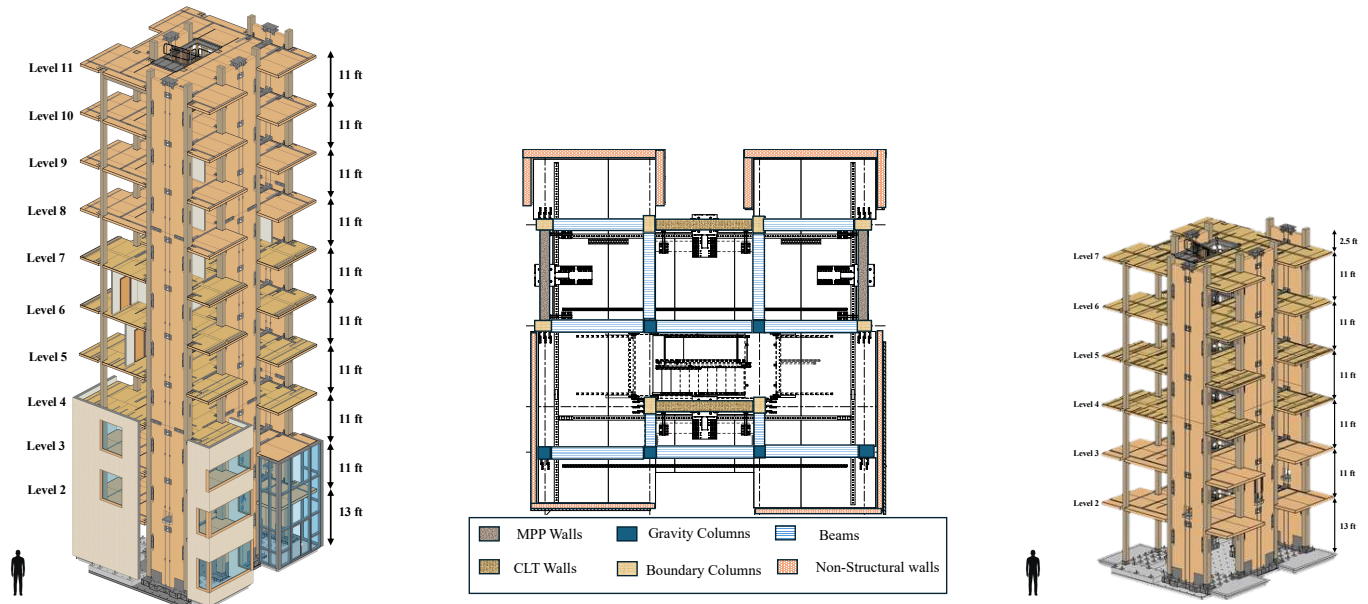 Level 11
Level 10
Level 9
Level 8
Level 7
Level 6
Level 5
Level 4
Level 3
Level 2
11 ft
11 ft
11 ft
11 ft
11 ft
11 ft
11 ft
11 ft
11 ft
13 ft
MPP Walls
Gravity Columns
Beams
CLT Walls
Boundary Columns
Non-Structural walls
Level 7
Level 6
Level 5
Level 4
Level 3
Level 2
2.5 ft
11 ft
11 ft
11 ft
11 ft
11 ft
13 ft